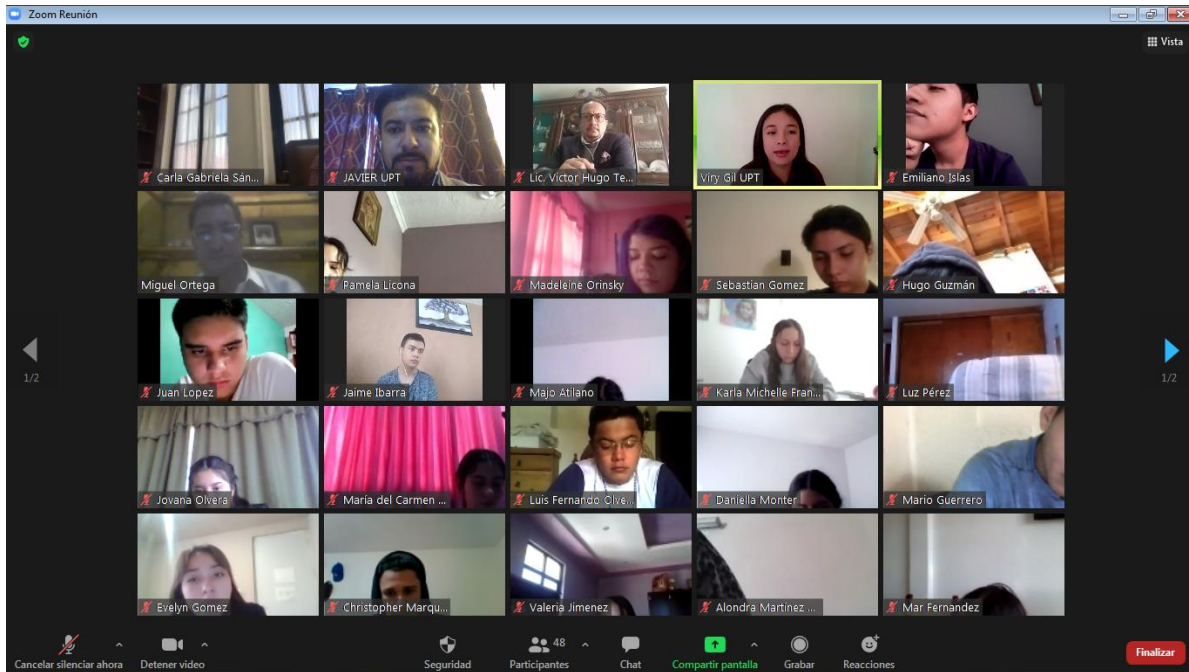 Zoom Reunión
Vista
Carla Gabriela Sán...
JAVIER UPT
Lic. Victor Hugo Te...
Viry Gil UPT
Emiliano Islas
Miguel Ortega
Pamela Licona
Madeleine Orinsky
Sebastian Gomez
Hugo Guzmán
Juan Lopez
Jaime Ibarra
Majo Atilano
Karla Michelle Fran...
Luz Pérez
1/2
1/2
Jovana Olvera
María del Carmen ...
Luis Fernando Olve...
Daniella Monter
Mario Guerrero
Evelyn Gomez
Christopher Marqu...
Valeria Jimenez
Alondra Martinez ...
Mar Fernandez
Cancelar silenciar ahora
Detener video
Seguridad
Participantes
48
Chat
Compartir pantalla
Grabar
Reacciones
Finalizar